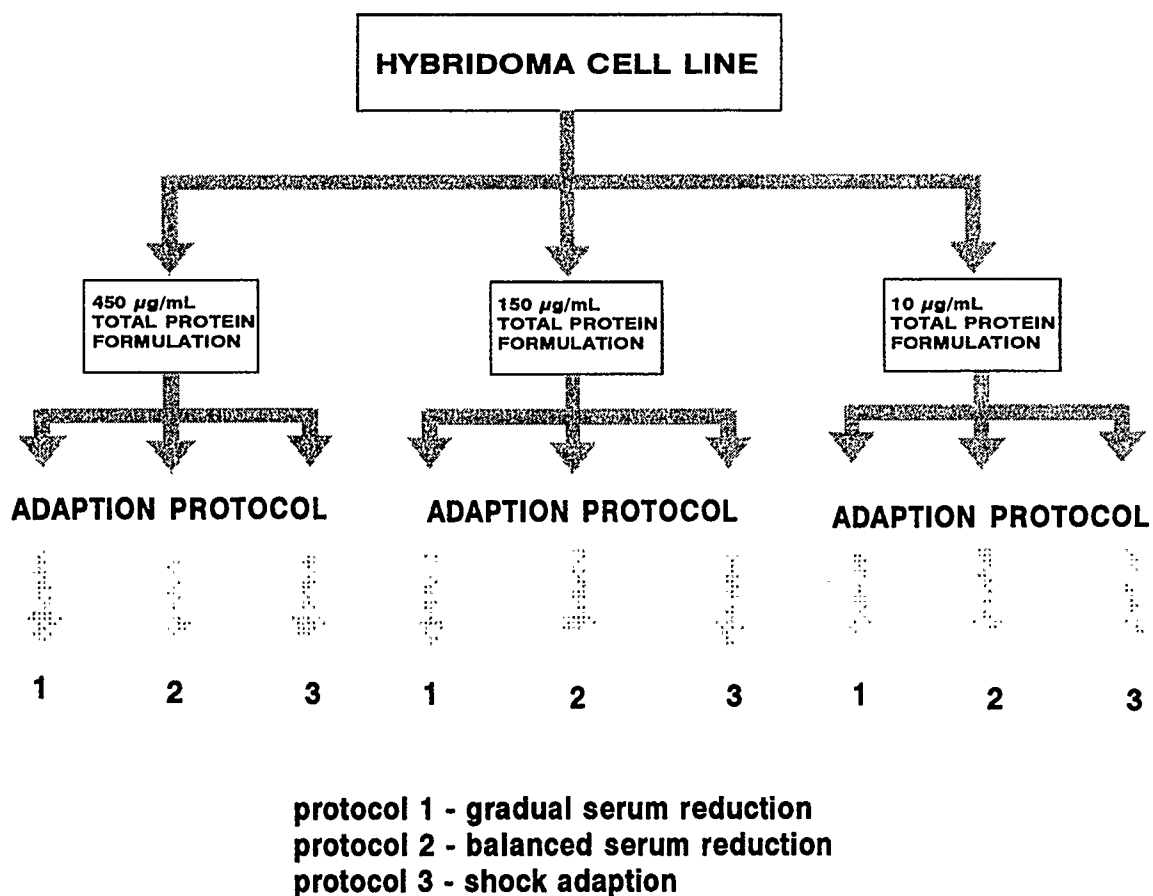 HYBRIDOMA CELL LINE
450 µg/mL
TOTAL PROTEIN
FORMULATION
150 µg/mL
TOTAL PROTEIN
FORMULATION
10 µg/mL
TOTAL PROTEIN
FORMULATION
ADAPTION PROTOCOL
ADAPTION PROTOCOL
ADAPTION PROTOCOL
1 2 3 1 2 3 1 2 3
protocol 1 - gradual serum reduction
protocol 2 - balanced serum reduction
protocol 3 - shock adaption